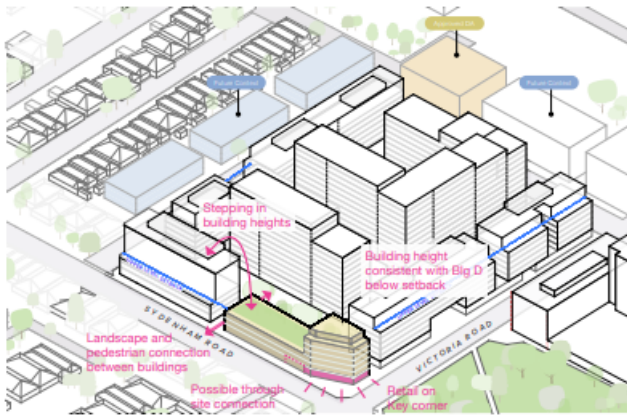 Approved DA
Future Context
Future Context
Stepping in
building heights
Building height
consistent with Big D
below setback
SYDENHAM ROAD
VICTORIA ROAD
Landscape and
pedestrian connection
between buildings
Possible through
site connection
Retail on
Key corner